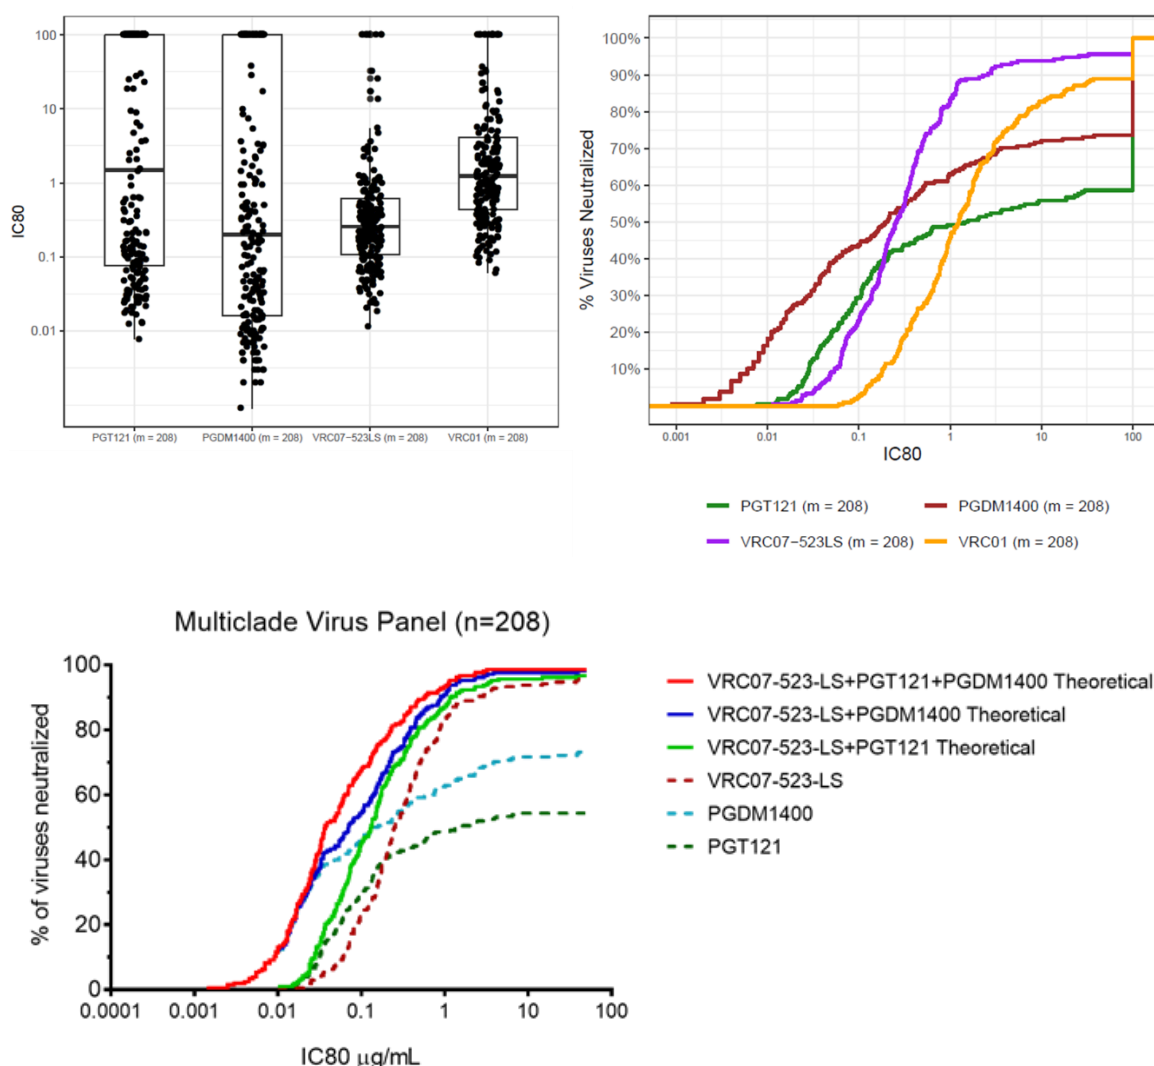 100
10
1
0.1
0.01
IC80
PGT121 (m = 208) PGDM1400 (m = 208) VRC07−523LS (m = 208) VRC01 (m = 208)
100%
90%
80%
70%
60%
50%
40%
30%
20%
10%
% Viruses Neutralized
0.001 0.01 0.1 1 10 100
IC80
PGT121 (m = 208) PGDM1400 (m = 208)
VRC07−523LS (m = 208) VRC01 (m = 208)
Multiclade Virus Panel (n=208)
100
80
60
40
20
0
% of viruses neutralized
0.0001 0.001 0.01 0.1 1 10 100
IC80 µg/mL
VRC07-523-LS+PGT121+PGDM1400 Theoretical
VRC07-523-LS+PGDM1400 Theoretical
VRC07-523-LS+PGT121 Theoretical
VRC07-523-LS
PGDM1400
PGT121